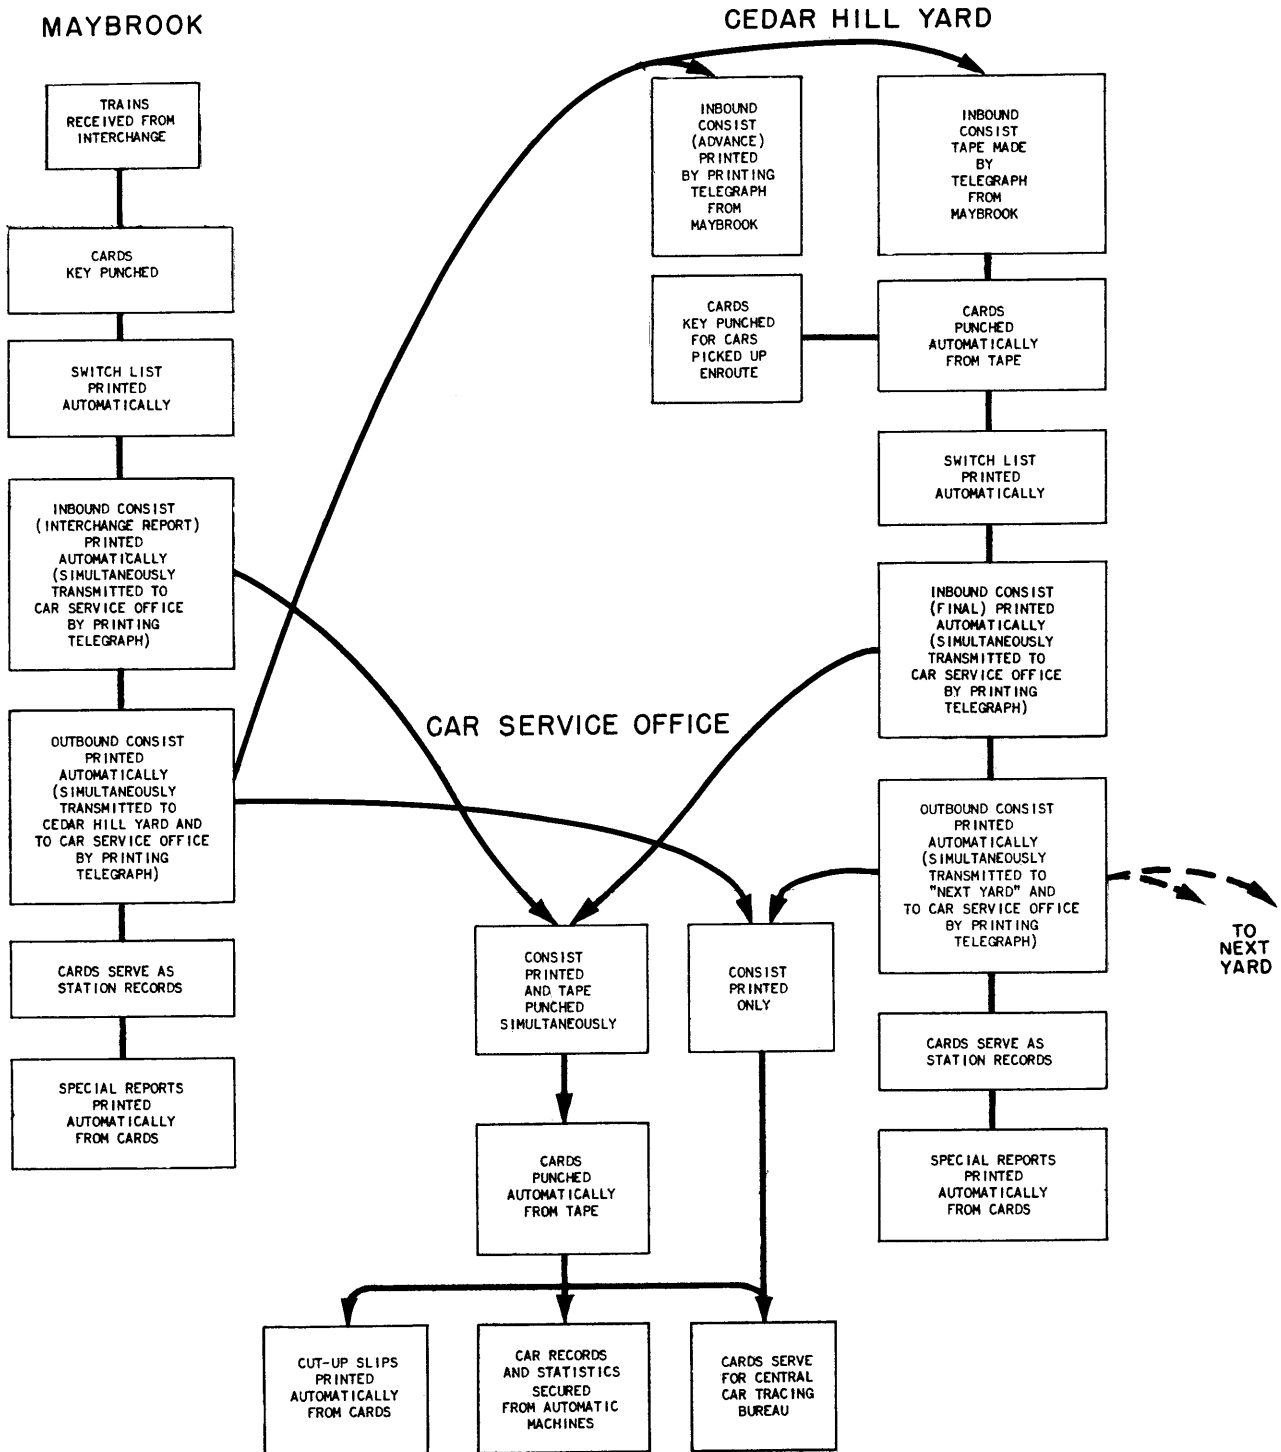 MAYBROOK
TRAINS
RECEIVED FROM
INTERCHANGE
CARDS
KEY PUNCHED
SWITCH LIST
PRINTED
AUTOMATICALLY
INBOUND CONSIST
(INTERCHANGE REPORT)
PRINTED
AUTOMATICALLY
(SIMULTANEOUSLY
TRANSMITTED TO
CAR SERVICE OFFICE
BY PRINTING
TELEGRAPH)
OUTBOUND CONSIST
PRINTED
AUTOMATICALLY
(SIMULTANEOUSLY
TRANSMITTED TO
CEDAR HILL YARD AND
TO CAR SERVICE OFFICE
BY PRINTING
TELEGRAPH)
CARDS SERVE AS
STATION RECORDS
SPECIAL REPORTS
PRINTED
AUTOMATICALLY
FROM CARDS
CEDAR HILL YARD
INBOUND
CONSIST
(ADVANCE)
PRINTED
BY PRINTING
TELEGRAPH
FROM
MAYBROOK
INBOUND
CONSIST
TAPE MADE
BY
TELEGRAPH
FROM
MAYBROOK
CARDS
KEY PUNCHED
FOR CARS
PICKED UP
ENROUTE
CARDS
PUNCHED
AUTOMATICALLY
FROM TAPE
SWITCH LIST
PRINTED
AUTOMATICALLY
INBOUND CONSIST
(FINAL) PRINTED
AUTOMATICALLY
(SIMULTANEOUSLY
TRANSMITTED TO
CAR SERVICE OFFICE
BY PRINTING
TELEGRAPH)
OUTBOUND CONSIST
PRINTED
AUTOMATICALLY
(SIMULTANEOUSLY
TRANSMITTED TO
"NEXT YARD" AND
TO CAR SERVICE OFFICE
BY PRINTING
TELEGRAPH)
TO
NEXT
YARD
CARDS SERVE AS
STATION RECORDS
SPECIAL REPORTS
PRINTED
AUTOMATICALLY
FROM CARDS
CAR SERVICE OFFICE
CONSIST
PRINTED
AND TAPE
PUNCHED
SIMULTANEOUSLY
CONSIST
PRINTED
ONLY
CARDS
PUNCHED
AUTOMATICALLY
FROM TAPE
CUT-UP SLIPS
PRINTED
AUTOMATICALLY
FROM CARDS
CAR RECORDS
AND STATISTICS
SECURED
FROM AUTOMATIC
MACHINES
CARDS SERVE
FOR CENTRAL
CAR TRACING
BUREAU